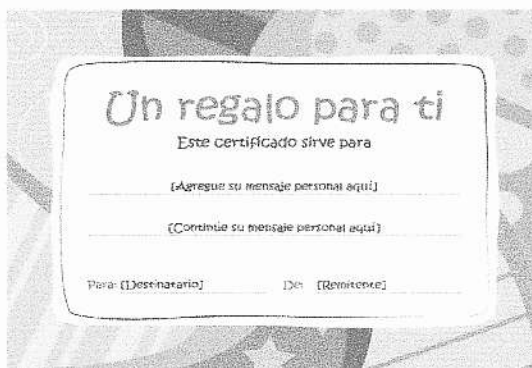 Un regalo para ti
Este certificado sirve para
[Agregue su mensaje personal aquí]
[Continúe su mensaje personal aquí]
Para: [Destinatario] De: [Remitente]